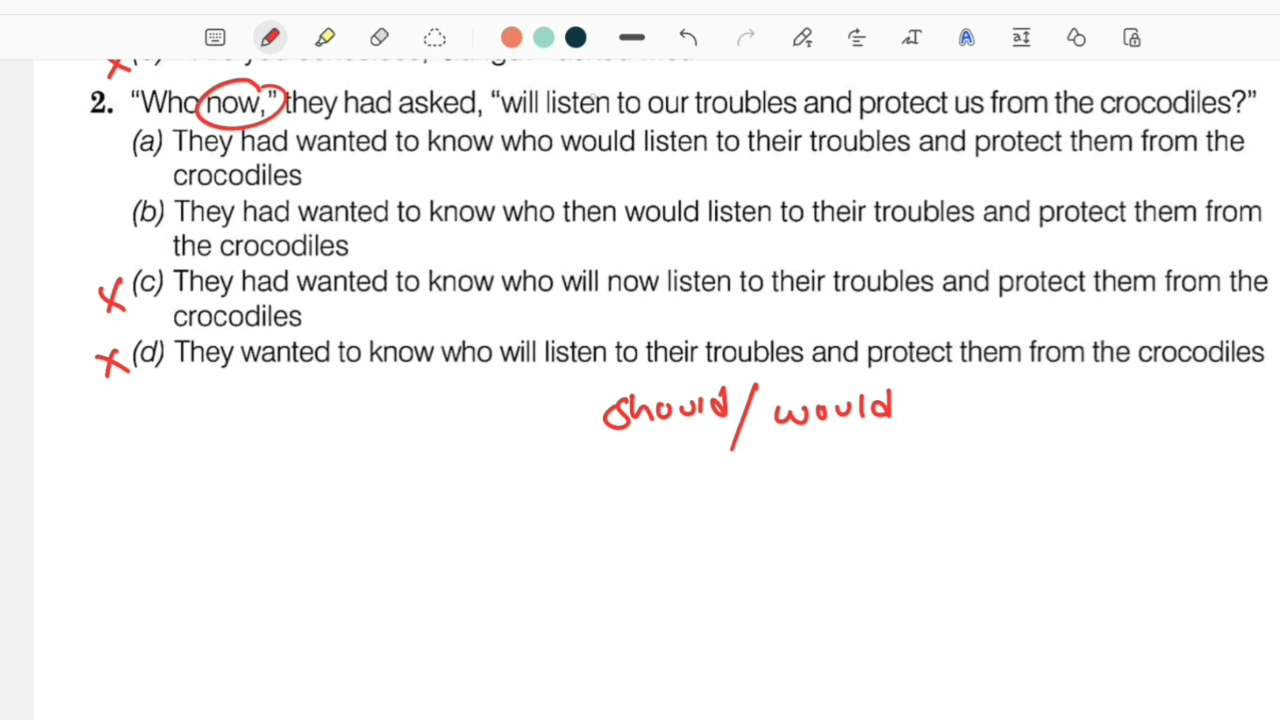 2. “Who now,” they had asked, “will listen to our troubles and protect us from the crocodiles?”
(a) They had wanted to know who would listen to their troubles and protect them from the
crocodiles
(b) They had wanted to know who then would listen to their troubles and protect them from
the crocodiles
(c) They had wanted to know who will now listen to their troubles and protect them from the
crocodiles
(d) They wanted to know who will listen to their troubles and protect them from the crocodiles
should/would